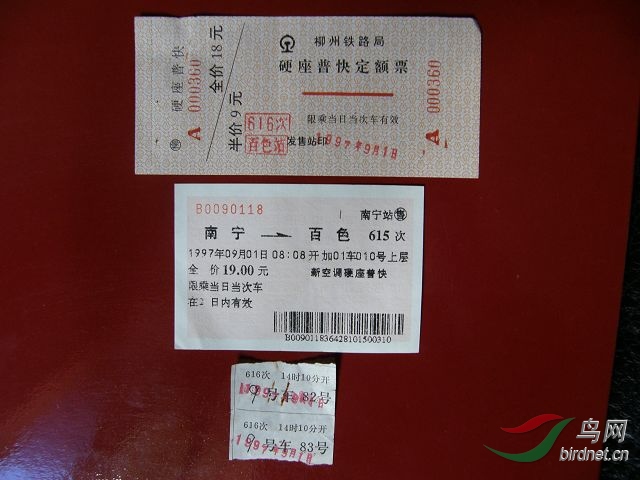 硬座普快
A 000360
全价18元
半价9元
616次
百色站
柳州铁路局
硬座普快定额票
限乘当日当次车有效
发售站印
1997年9月1日
A 000360
B0090118
南宁站售
南宁 → 百色 615次
1997年09月01日08:08开 加01车010号上层
全 价 19.00 元 新空调硬座普快
限乘当日当次车
在2日内有效
B00901183642810150031​0
616次 14时10分开
9号车 82号
616次 14时10分开
9号车 83号
1997年9月1日
鸟网
birdnet.cn